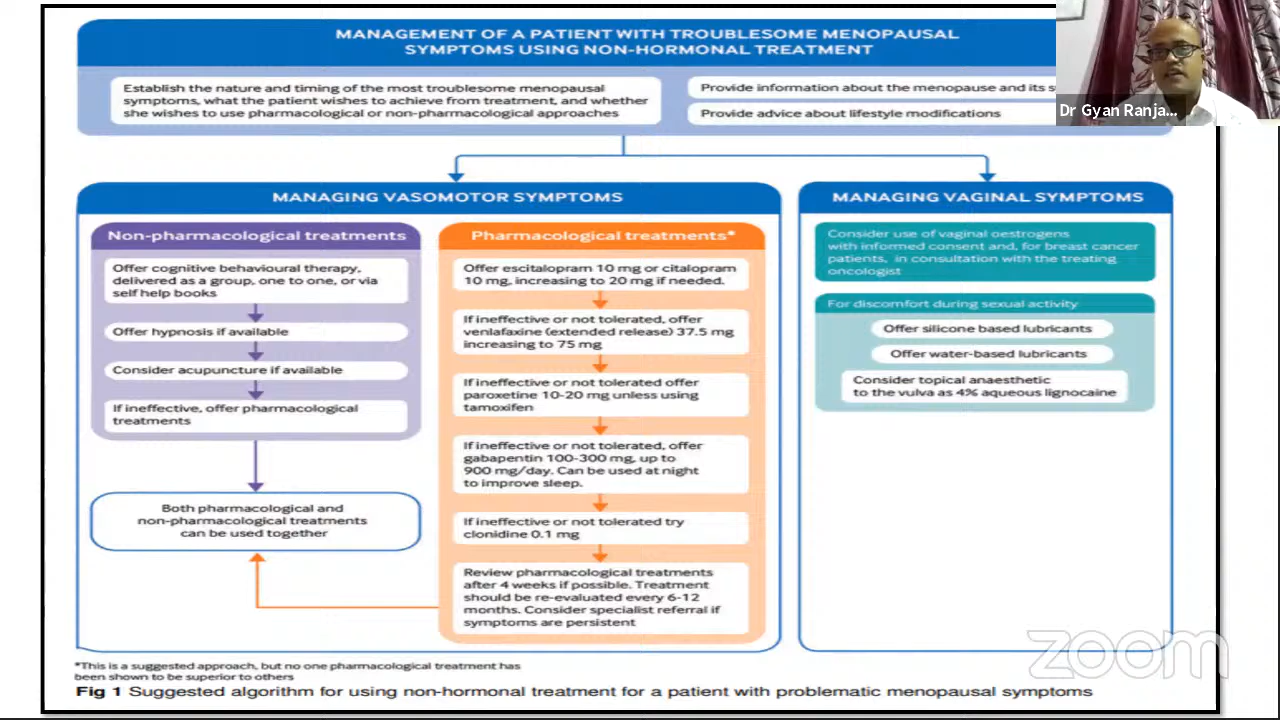 MANAGEMENT OF A PATIENT WITH TROUBLESOME MENOPAUSAL
SYMPTOMS USING NON-HORMONAL TREATMENT
Establish the nature and timing of the most troublesome menopausal
symptoms, what the patient wishes to achieve from treatment, and whether
she wishes to use pharmacological or non-pharmacological approaches
Provide information about the menopause and its
Provide advice about lifestyle modifications
Dr Gyan Ranja...
MANAGING VASOMOTOR SYMPTOMS
Non-pharmacological treatments
Offer cognitive behavioural therapy,
delivered as a group, one to one, or via
self help books
Offer hypnosis if available
Consider acupuncture if available
If ineffective, offer pharmacological
treatments
Both pharmacological and
non-pharmacological treatments
can be used together
Pharmacological treatments*
Offer escitalopram 10 mg or citalopram
10 mg, increasing to 20 mg if needed.
If ineffective or not tolerated, offer
venlafaxine (extended release) 37.5 mg
increasing to 75 mg
If ineffective or not tolerated offer
paroxetine 10-20 mg unless using
tamoxifen
If ineffective or not tolerated, offer
gabapentin 100-300 mg, up to
900 mg/day. Can be used at night
to improve sleep.
If ineffective or not tolerated try
clonidine 0.1 mg
Review pharmacological treatments
after 4 weeks if possible. Treatment
should be re-evaluated every 6-12
months. Consider specialist referral if
symptoms are persistent
MANAGING VAGINAL SYMPTOMS
Consider use of vaginal oestrogens
with informed consent and, for breast cancer
patients, in consultation with the treating
oncologist
For discomfort during sexual activity
Offer silicone based lubricants
Offer water-based lubricants
Consider topical anaesthetic
to the vulva as 4% aqueous lignocaine
*This is a suggested approach, but no one pharmacological treatment has
been shown to be superior to others
Fig 1 Suggested algorithm for using non-hormonal treatment for a patient with problematic menopausal symptoms
zoom